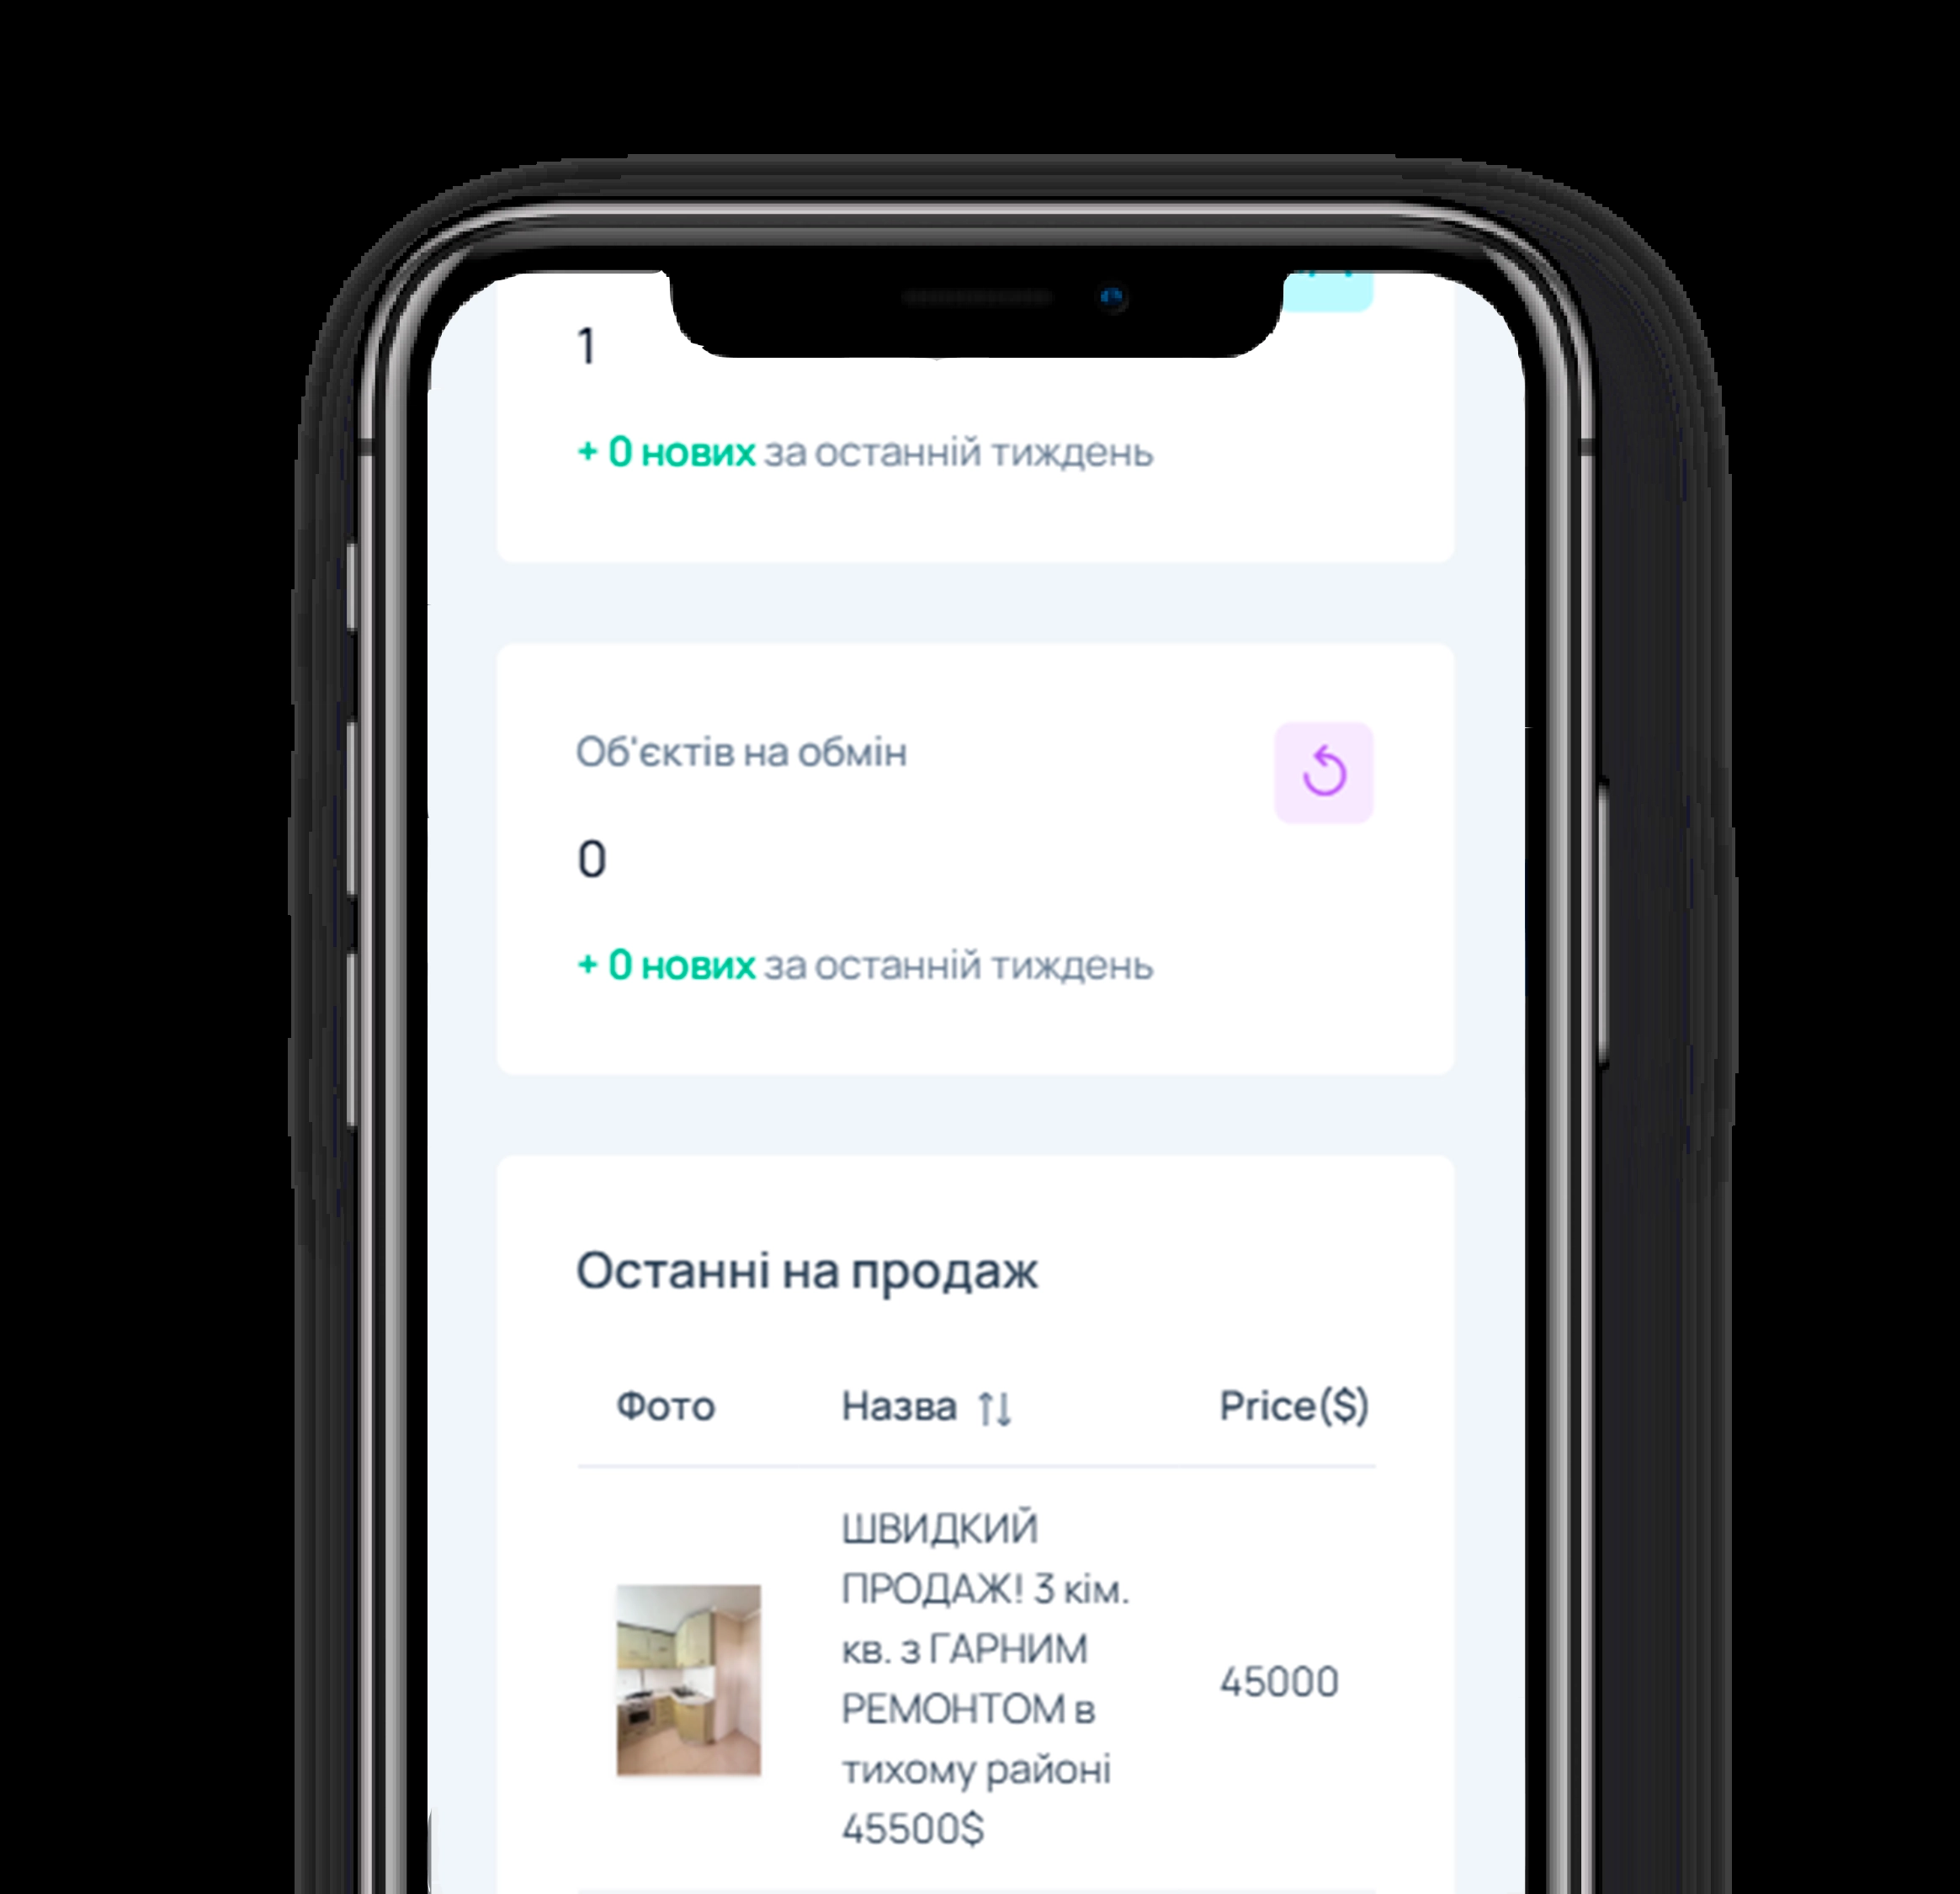 1
+ 0 нових за останній тиждень
Об'єктів на обмін
0
+ 0 нових за останній тиждень
Останні на продаж
Фото Назва ↑↓ Price($)
ШВИДКИЙ
ПРОДАЖ! 3 кім.
кв. з ГАРНИМ
РЕМОНТОМ в
тихому районі
45500$
45000